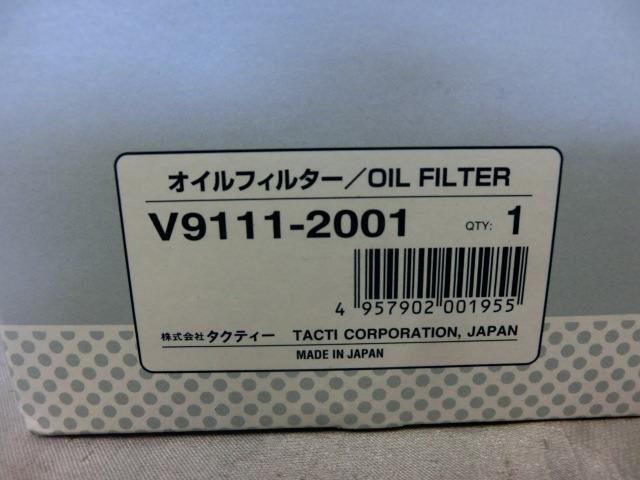 オイルフィルター／OIL FILTER
V9111-2001 QTY: 1
4 957902 001955
株式会社 タクティー TACTI CORPORATION, JAPAN
MADE IN JAPAN